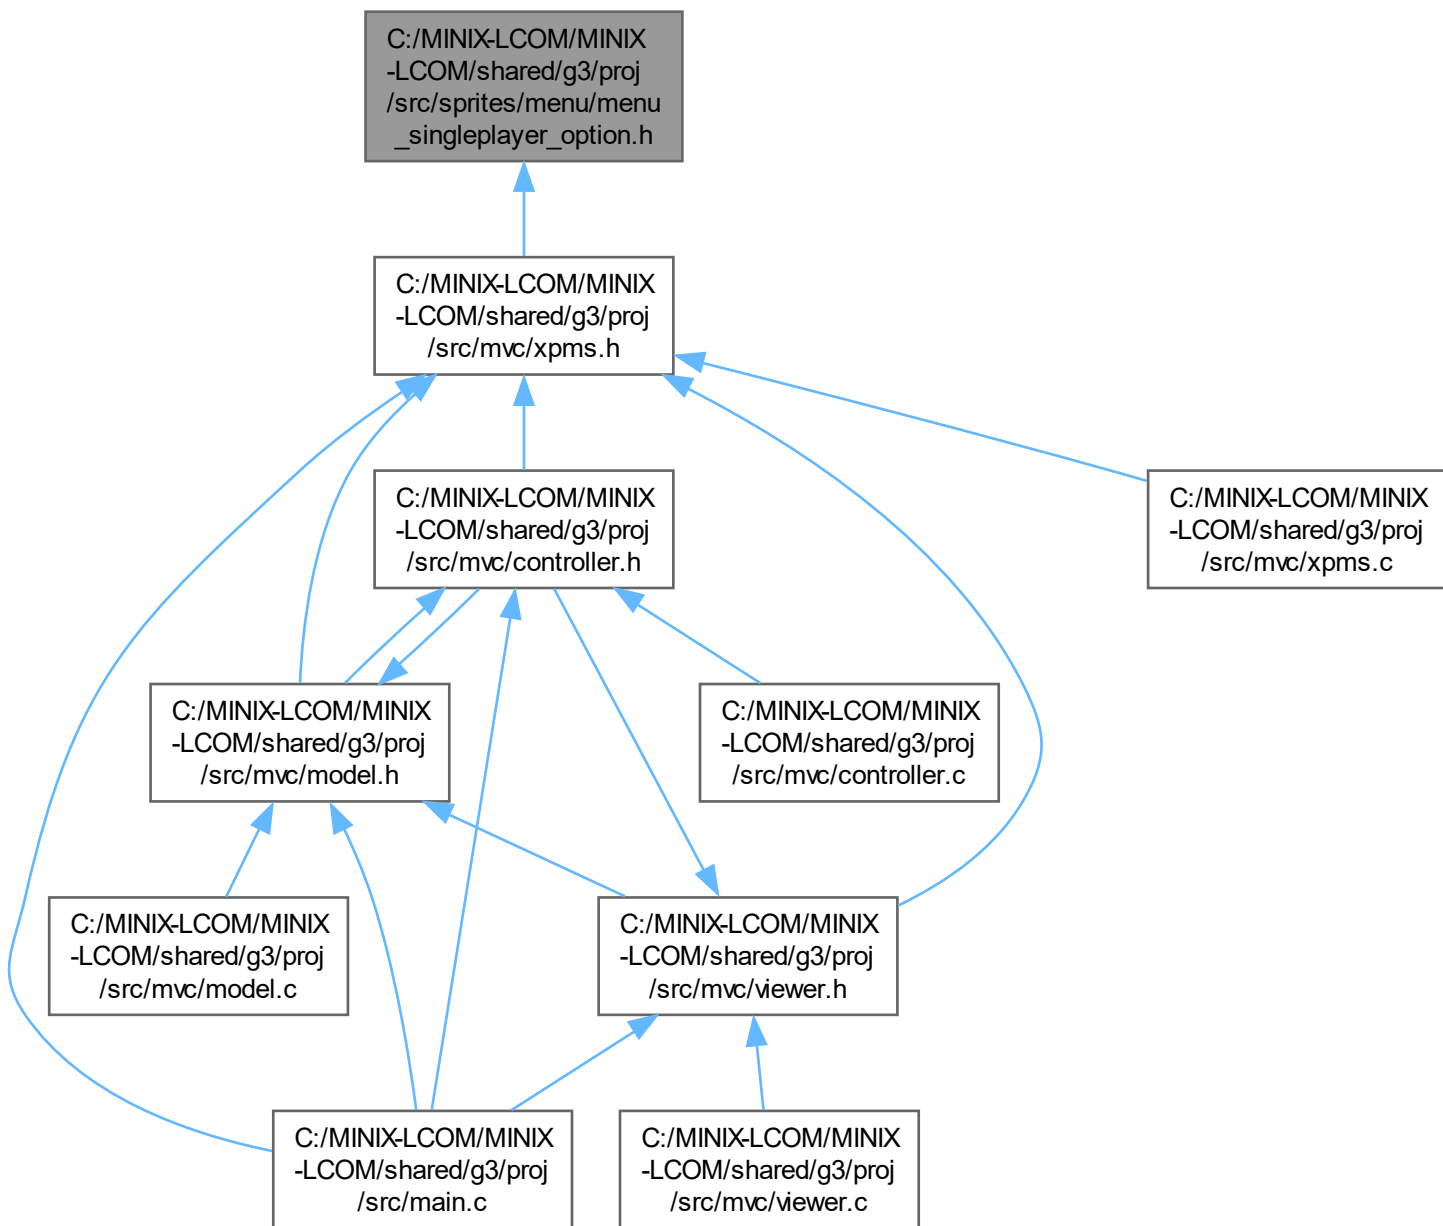 C:/MINIX-LCOM/MINIX
-LCOM/shared/g3/proj
/src/sprites/menu/menu
_singleplayer_option.h
C:/MINIX-LCOM/MINIX
-LCOM/shared/g3/proj
/src/mvc/xpms.h
C:/MINIX-LCOM/MINIX
-LCOM/shared/g3/proj
/src/mvc/controller.h
C:/MINIX-LCOM/MINIX
-LCOM/shared/g3/proj
/src/mvc/xpms.c
C:/MINIX-LCOM/MINIX
-LCOM/shared/g3/proj
/src/mvc/model.h
C:/MINIX-LCOM/MINIX
-LCOM/shared/g3/proj
/src/mvc/controller.c
C:/MINIX-LCOM/MINIX
-LCOM/shared/g3/proj
/src/mvc/model.c
C:/MINIX-LCOM/MINIX
-LCOM/shared/g3/proj
/src/mvc/viewer.h
C:/MINIX-LCOM/MINIX
-LCOM/shared/g3/proj
/src/main.c
C:/MINIX-LCOM/MINIX
-LCOM/shared/g3/proj
/src/mvc/viewer.c